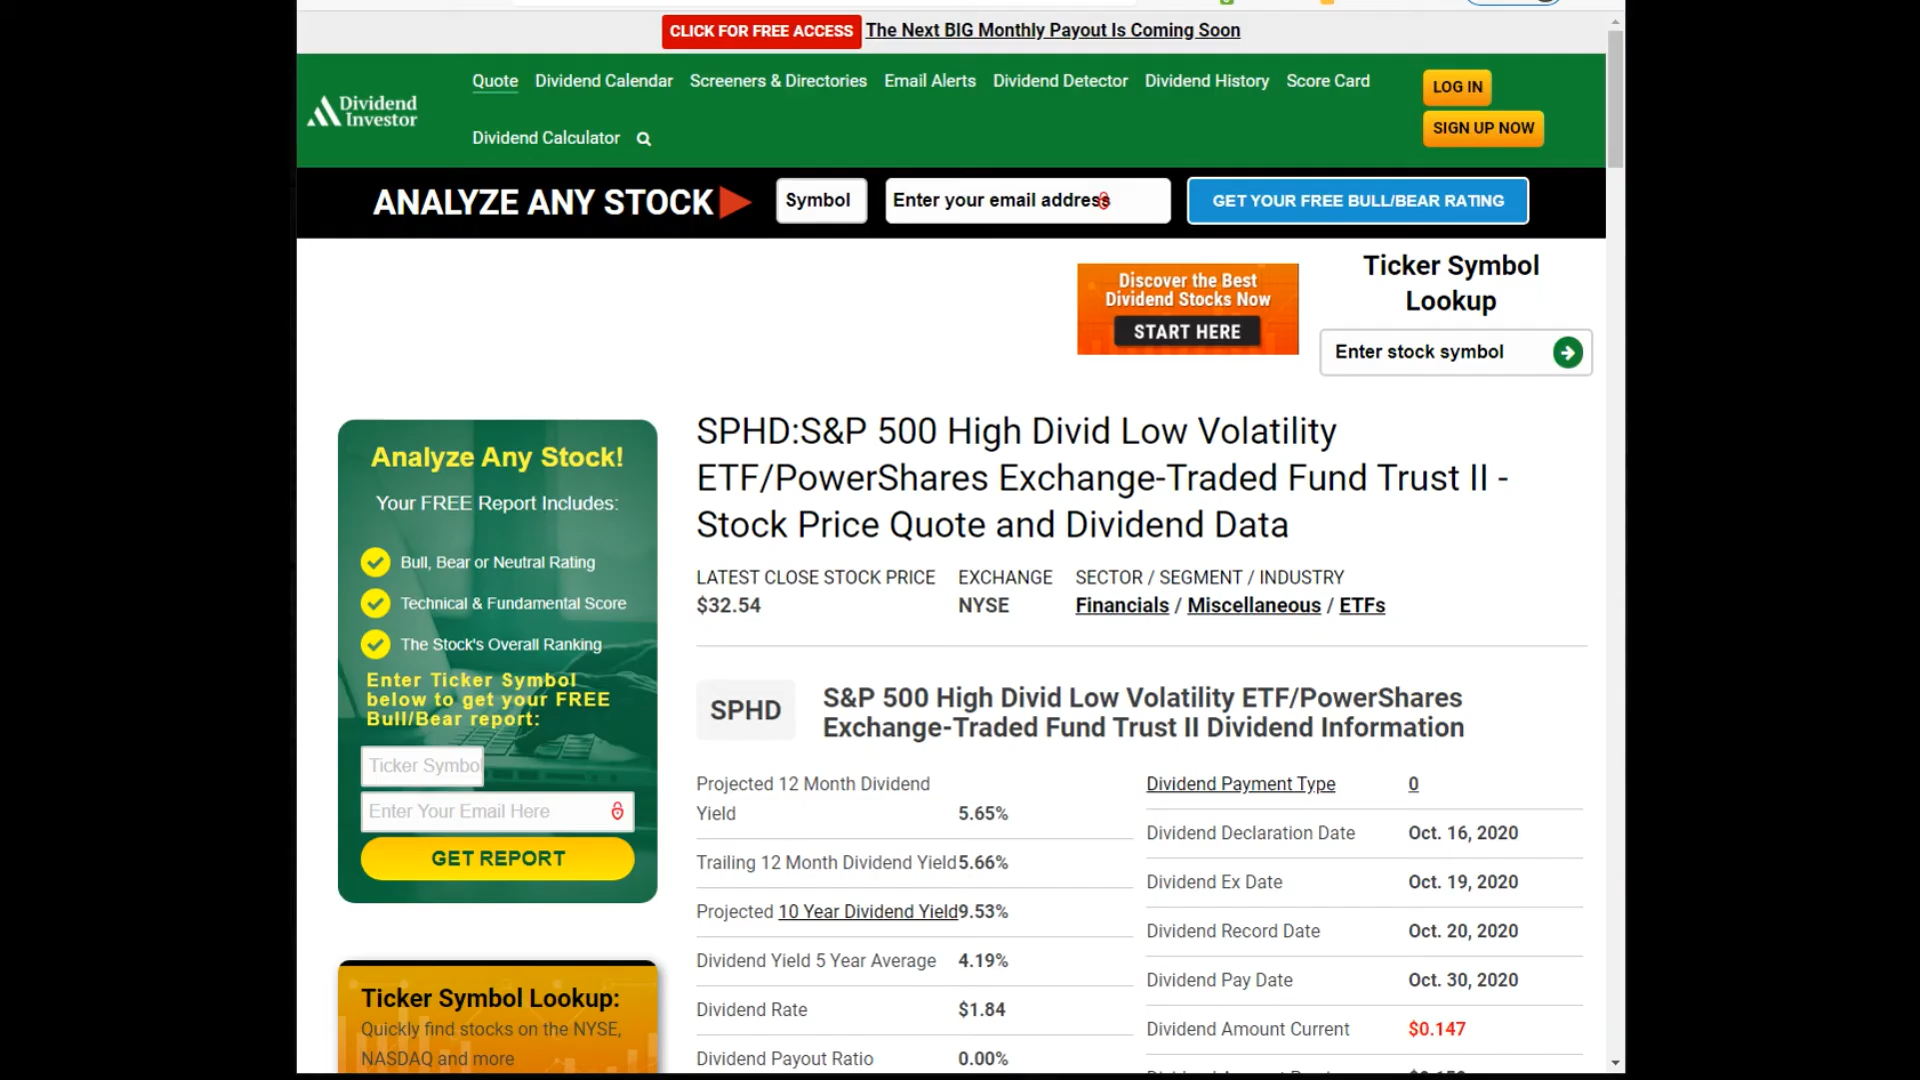 CLICK FOR FREE ACCESS The Next BIG Monthly Payout Is Coming Soon
Quote Dividend Calendar Screeners & Directories Email Alerts Dividend Detector Dividend History Score Card
LOG IN
Dividend
Investor
Dividend Calculator
SIGN UP NOW
ANALYZE ANY STOCK Symbol Enter your email address GET YOUR FREE BULL/BEAR RATING
Discover the Best
Dividend Stocks Now
START HERE
Ticker Symbol
Lookup
Enter stock symbol
Analyze Any Stock!
Your FREE Report Includes:
Bull, Bear or Neutral Rating
Technical & Fundamental Score
The Stock's Overall Ranking
Enter Ticker Symbol
below to get your FREE
Bull/Bear report:
Ticker Symbo
Enter Your Email Here
GET REPORT
Ticker Symbol Lookup:
Quickly find stocks on the NYSE,
NASDAQ and more
SPHD:S&P 500 High Divid Low Volatility
ETF/PowerShares Exchange-Traded Fund Trust II -
Stock Price Quote and Dividend Data
LATEST CLOSE STOCK PRICE EXCHANGE SECTOR / SEGMENT / INDUSTRY
$32.54 NYSE Financials / Miscellaneous / ETFs
SPHD
S&P 500 High Divid Low Volatility ETF/PowerShares
Exchange-Traded Fund Trust II Dividend Information
Projected 12 Month Dividend
Yield 5.65%
Trailing 12 Month Dividend Yield 5.66%
Projected 10 Year Dividend Yield 9.53%
Dividend Yield 5 Year Average 4.19%
Dividend Rate $1.84
Dividend Payout Ratio 0.00%
Dividend Payment Type 0
Dividend Declaration Date Oct. 16, 2020
Dividend Ex Date Oct. 19, 2020
Dividend Record Date Oct. 20, 2020
Dividend Pay Date Oct. 30, 2020
Dividend Amount Current $0.147